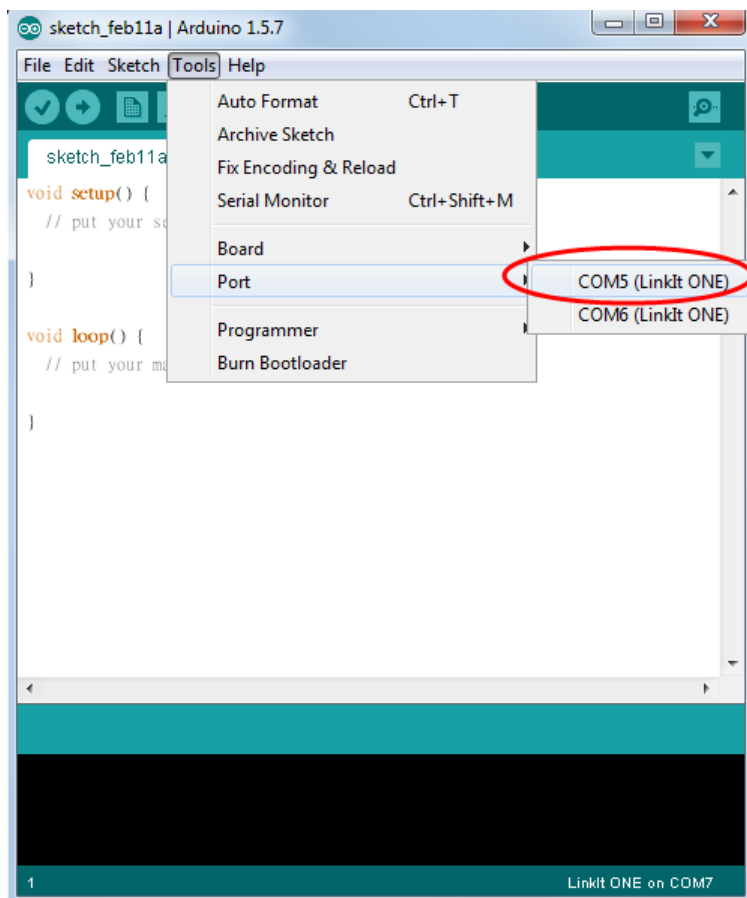 sketch_feb11a | Arduino 1.5.7
File Edit Sketch Tools Help
Auto Format Ctrl+T
Archive Sketch
Fix Encoding & Reload
Serial Monitor Ctrl+Shift+M
Board
Port
Programmer
Burn Bootloader
COM5 (LinkIt ONE)
COM6 (LinkIt ONE)
sketch_feb11a
void setup() {
// put your se
}
void loop() {
// put your ma
}
1 LinkIt ONE on COM7